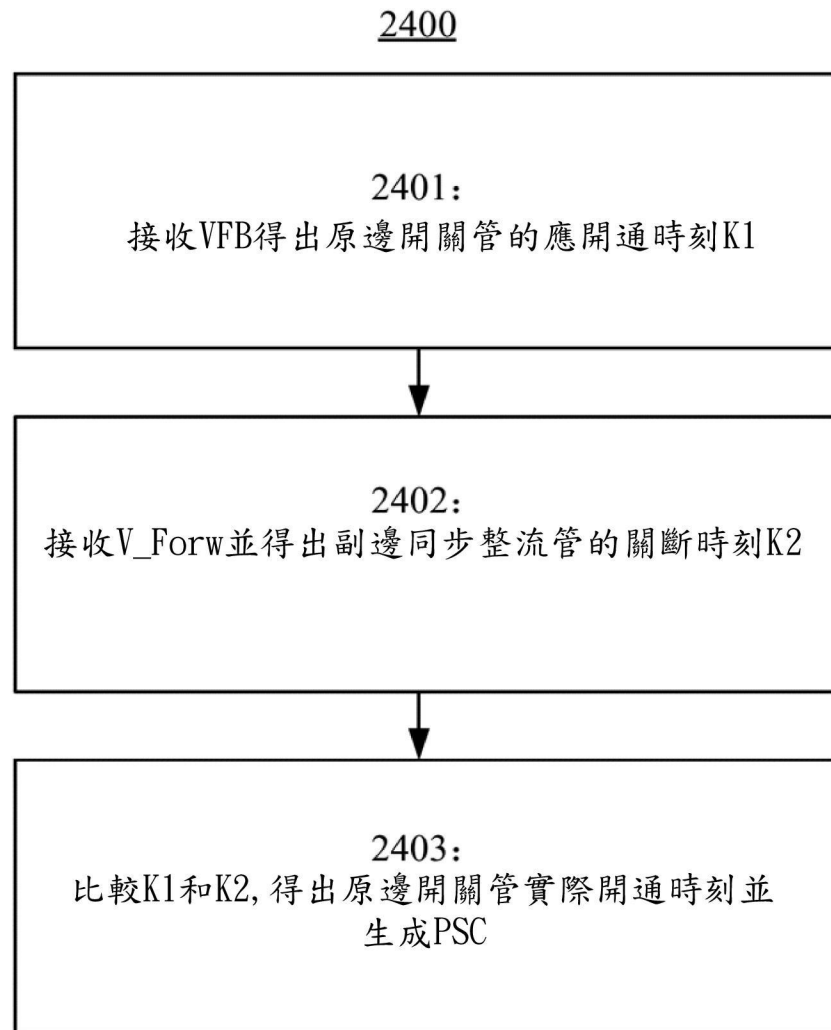 2400
2401：
接收VFB得出原邊開關管的應開通時刻K1
2402：
接收V_Forw並得出副邊同步整流管的關斷時刻K2
2403：
比較K1和K2,得出原邊開關管實際開通時刻並
生成PSC